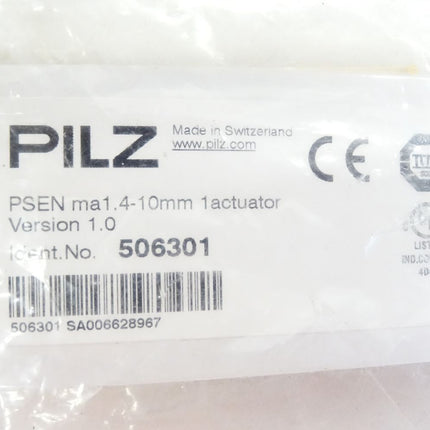 PILZ
Made in Switzerland
www.pilz.com
CE
PSEN ma1.4-10mm 1actuator
Version 1.0
Ident.No. 506301
506301 SA006628967